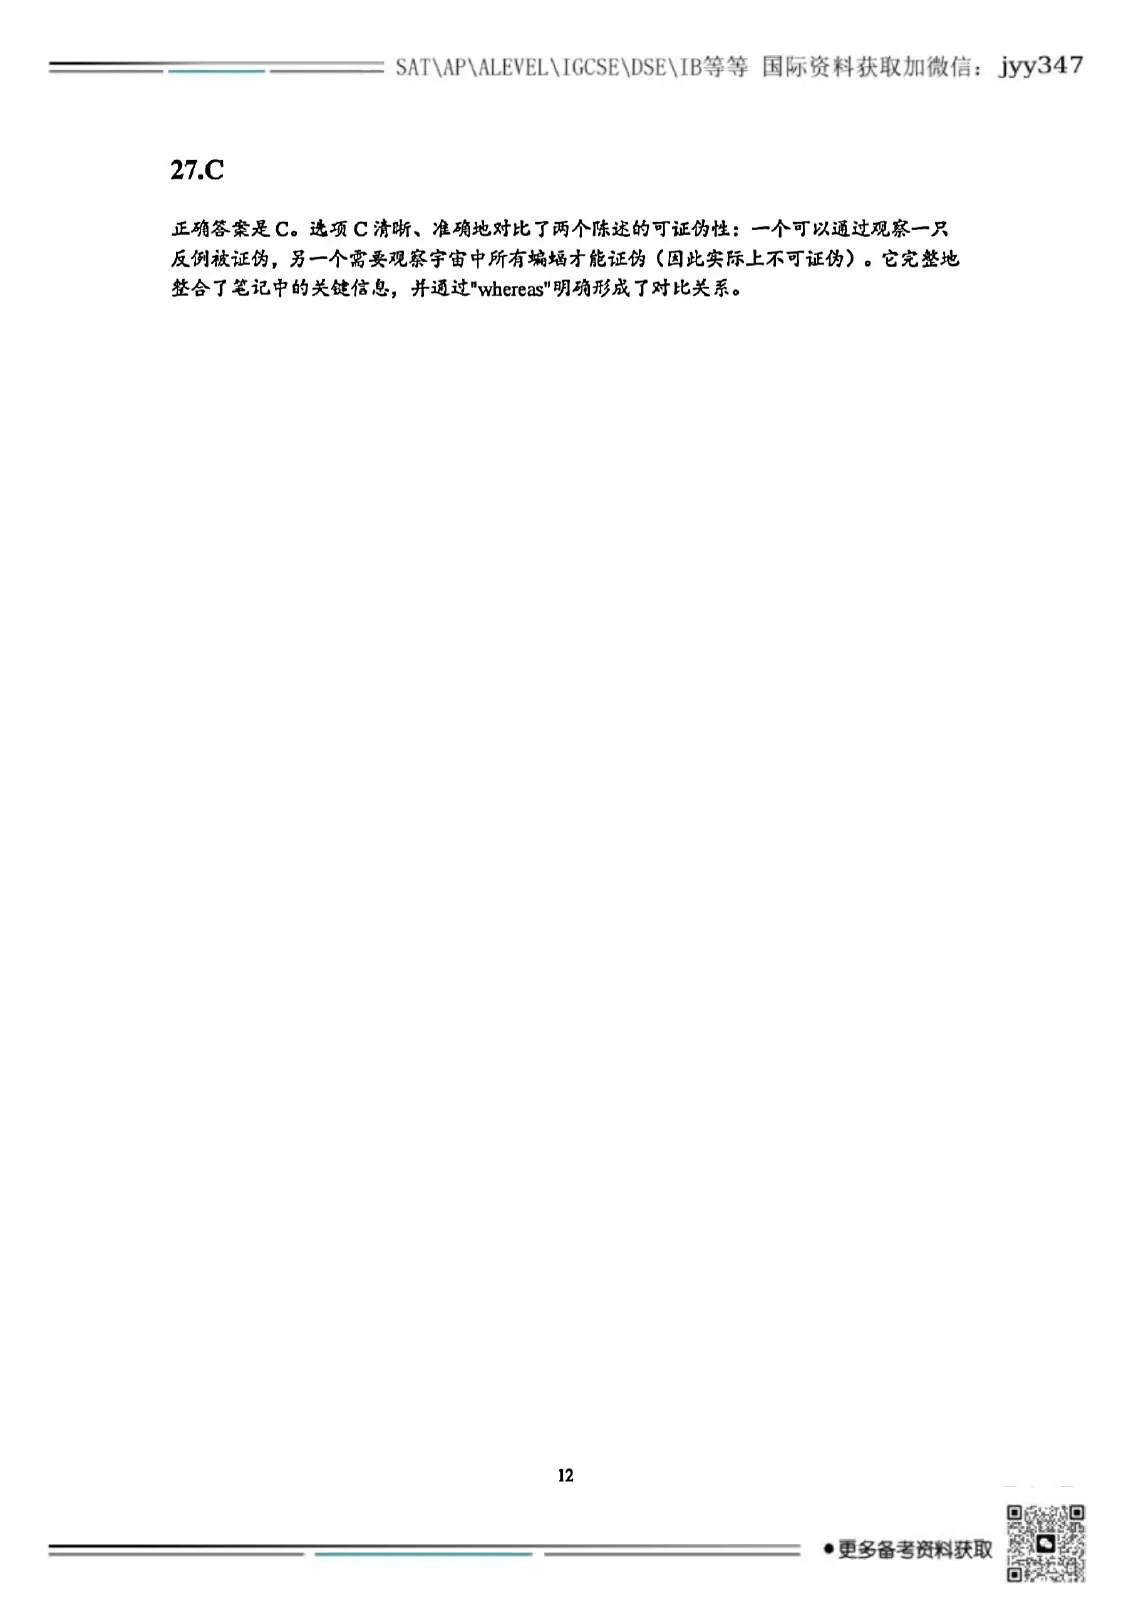 SAT\AP\ALEVEL\IGCSE\DSE\IB等等 国际资料获取加微信：jyy347
27.C
正确答案是 C。选项 C 清晰、准确地对比了两个陈述的可证伪性：一个可以通过观察一只
反例被证伪，另一个需要观察宇宙中所有蝙蝠才能证伪（因此实际上不可证伪）。它完整地
整合了笔记中的关键信息，并通过"whereas"明确形成了对比关系。
12
●更多备考资料获取